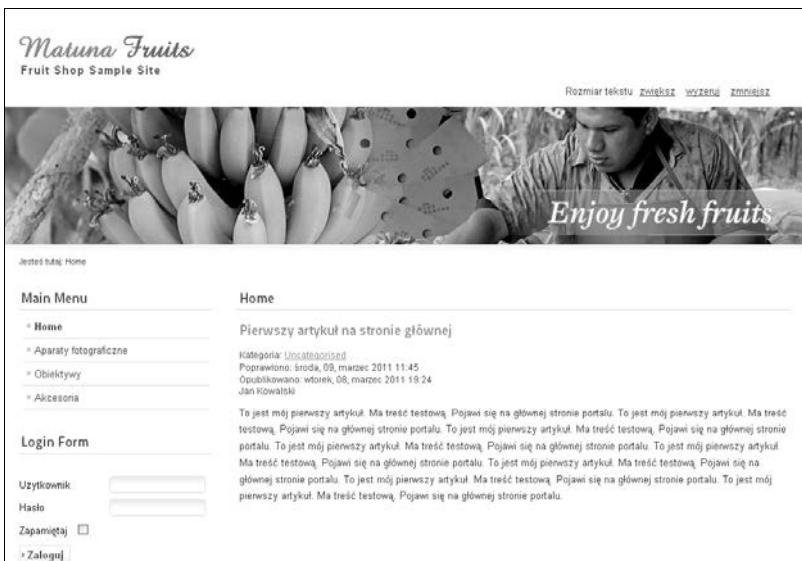 Matuna Fruits
Fruit Shop Sample Site
Rozmiar tekstu zwiększ wyzeruj zmniejsz
Enjoy fresh fruits
Jesteś tutaj: Home
Main Menu
Home
Aparaty fotograficzne
Obiektywy
Akcesoria
Login Form
Użytkownik
Hasło
Zapamiętaj
Zaloguj
Home
Pierwszy artykuł na stronie głównej
Kategoria: Uncategorised
Poprawiono: środa, 09, marzec 2011 11:45
Opublikowano: wtorek, 08, marzec 2011 19:24
Jan Kowalski
To jest mój pierwszy artykuł. Ma treść testową. Pojawi się na głównej stronie portalu. To jest mój pierwszy artykuł. Ma treść
testową. Pojawi się na głównej stronie portalu. To jest mój pierwszy artykuł. Ma treść testową. Pojawi się na głównej stronie
portalu. To jest mój pierwszy artykuł. Ma treść testową. Pojawi się na głównej stronie portalu. To jest mój pierwszy artykuł.
Ma treść testową. Pojawi się na głównej stronie portalu. To jest mój pierwszy artykuł. Ma treść testową. Pojawi się na
głównej stronie portalu. To jest mój pierwszy artykuł. Ma treść testową. Pojawi się na głównej stronie portalu. To jest mój
pierwszy artykuł. Ma treść testową. Pojawi się na głównej stronie portalu.